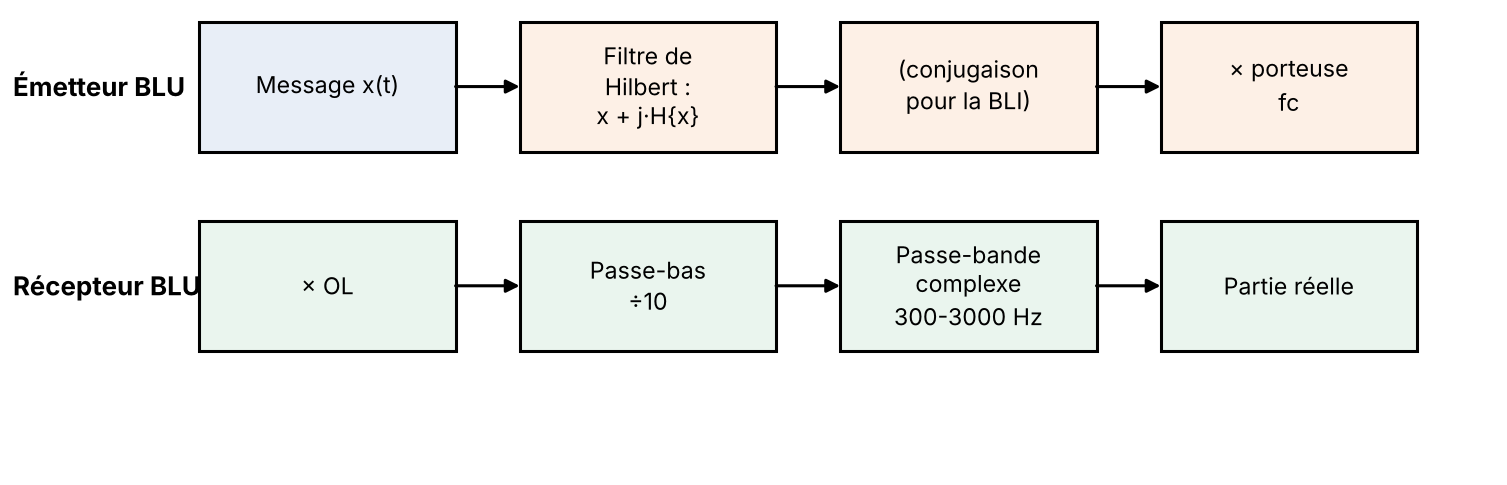 Émetteur BLU
Message x(t)
Filtre de
Hilbert :
x + j·H{x}
(conjugaison
pour la BLI)
× porteuse
fc
Récepteur BLU
× OL
Passe-bas
÷10
Passe-bande
complexe
300-3000 Hz
Partie réelle